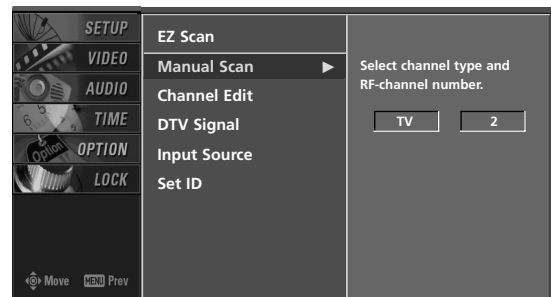 SETUP
VIDEO
AUDIO
TIME
OPTION
LOCK
Move MENU Prev
EZ Scan
Manual Scan ▶
Channel Edit
DTV Signal
Input Source
Set ID
Select channel type and
RF-channel number.
TV 2